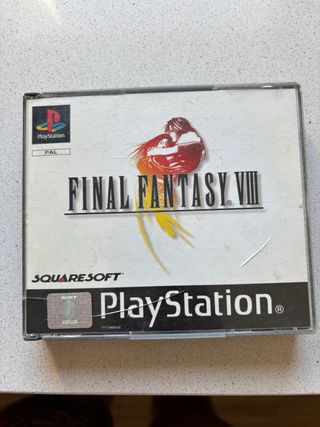 PlayStation
PAL
FINAL FANTASY® VIII
SQUARESOFT
SONY
PlayStation®